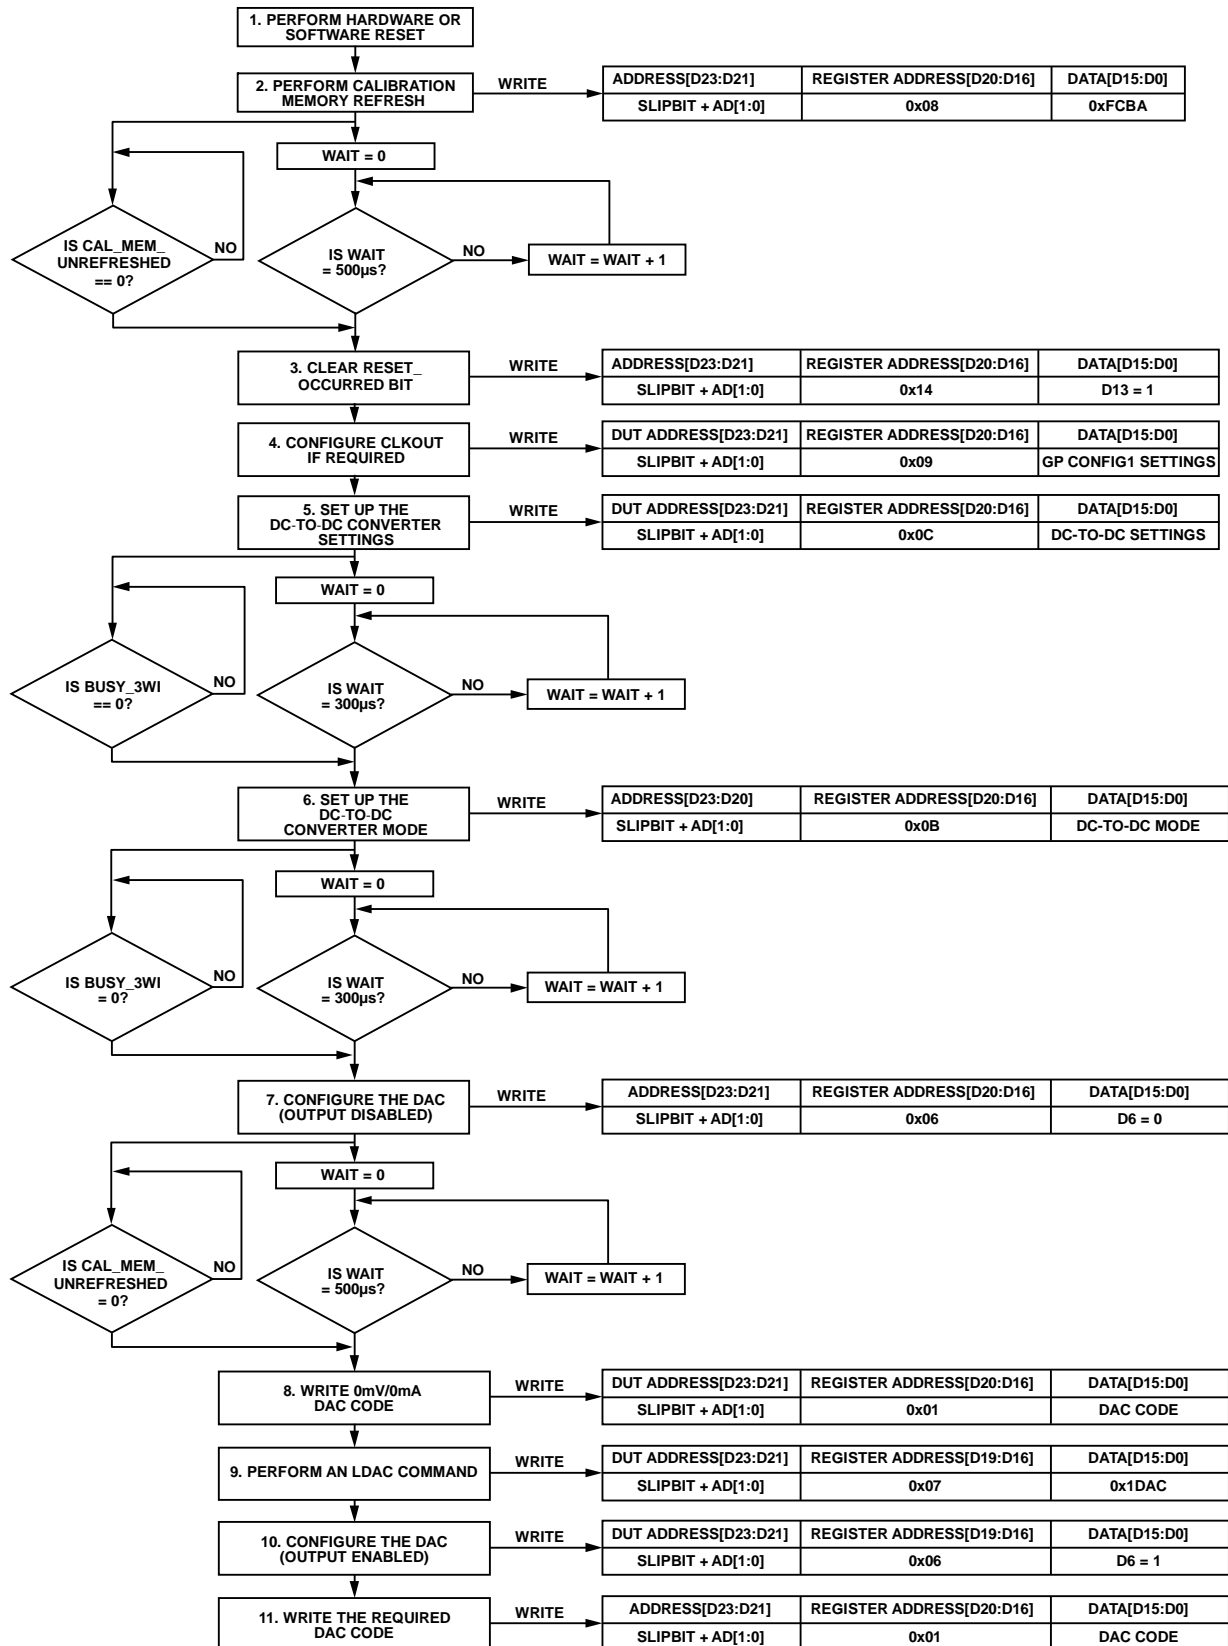 1. PERFORM HARDWARE OR
SOFTWARE RESET
2. PERFORM CALIBRATION
MEMORY REFRESH
WRITE
ADDRESS[D23:D21] REGISTER ADDRESS[D20:D16] DATA[D15:D0]
SLIPBIT + AD[1:0] 0x08 0xFCBA
WAIT = 0
IS CAL_MEM_
UNREFRESHED
== 0?
NO
IS WAIT
= 500µs?
NO
WAIT = WAIT + 1
3. CLEAR RESET_
OCCURRED BIT
WRITE
ADDRESS[D23:D21] REGISTER ADDRESS[D20:D16] DATA[D15:D0]
SLIPBIT + AD[1:0] 0x14 D13 = 1
4. CONFIGURE CLKOUT
IF REQUIRED
WRITE
DUT ADDRESS[D23:D21] REGISTER ADDRESS[D20:D16] DATA[D15:D0]
SLIPBIT + AD[1:0] 0x09 GP CONFIG1 SETTINGS
5. SET UP THE
DC-TO-DC CONVERTER
SETTINGS
WRITE
DUT ADDRESS[D23:D21] REGISTER ADDRESS[D20:D16] DATA[D15:D0]
SLIPBIT + AD[1:0] 0x0C DC-TO-DC SETTINGS
WAIT = 0
IS BUSY_3WI
== 0?
NO
IS WAIT
= 300µs?
NO
WAIT = WAIT + 1
6. SET UP THE
DC-TO-DC
CONVERTER MODE
WRITE
ADDRESS[D23:D20] REGISTER ADDRESS[D20:D16] DATA[D15:D0]
SLIPBIT + AD[1:0] 0x0B DC-TO-DC MODE
WAIT = 0
IS BUSY_3WI
= 0?
NO
IS WAIT
= 300µs?
NO
WAIT = WAIT + 1
7. CONFIGURE THE DAC
(OUTPUT DISABLED)
WRITE
ADDRESS[D23:D21] REGISTER ADDRESS[D20:D16] DATA[D15:D0]
SLIPBIT + AD[1:0] 0x06 D6 = 0
WAIT = 0
IS CAL_MEM_
UNREFRESHED
= 0?
NO
IS WAIT
= 500µs?
NO
WAIT = WAIT + 1
8. WRITE 0mV/0mA
DAC CODE
WRITE
DUT ADDRESS[D23:D21] REGISTER ADDRESS[D20:D16] DATA[D15:D0]
SLIPBIT + AD[1:0] 0x01 DAC CODE
9. PERFORM AN LDAC COMMAND
WRITE
DUT ADDRESS[D23:D21] REGISTER ADDRESS[D19:D16] DATA[D15:D0]
SLIPBIT + AD[1:0] 0x07 0x1DAC
10. CONFIGURE THE DAC
(OUTPUT ENABLED)
WRITE
DUT ADDRESS[D23:D21] REGISTER ADDRESS[D19:D16] DATA[D15:D0]
SLIPBIT + AD[1:0] 0x06 D6 = 1
11. WRITE THE REQUIRED
DAC CODE
WRITE
ADDRESS[D23:D21] REGISTER ADDRESS[D20:D16] DATA[D15:D0]
SLIPBIT + AD[1:0] 0x01 DAC CODE